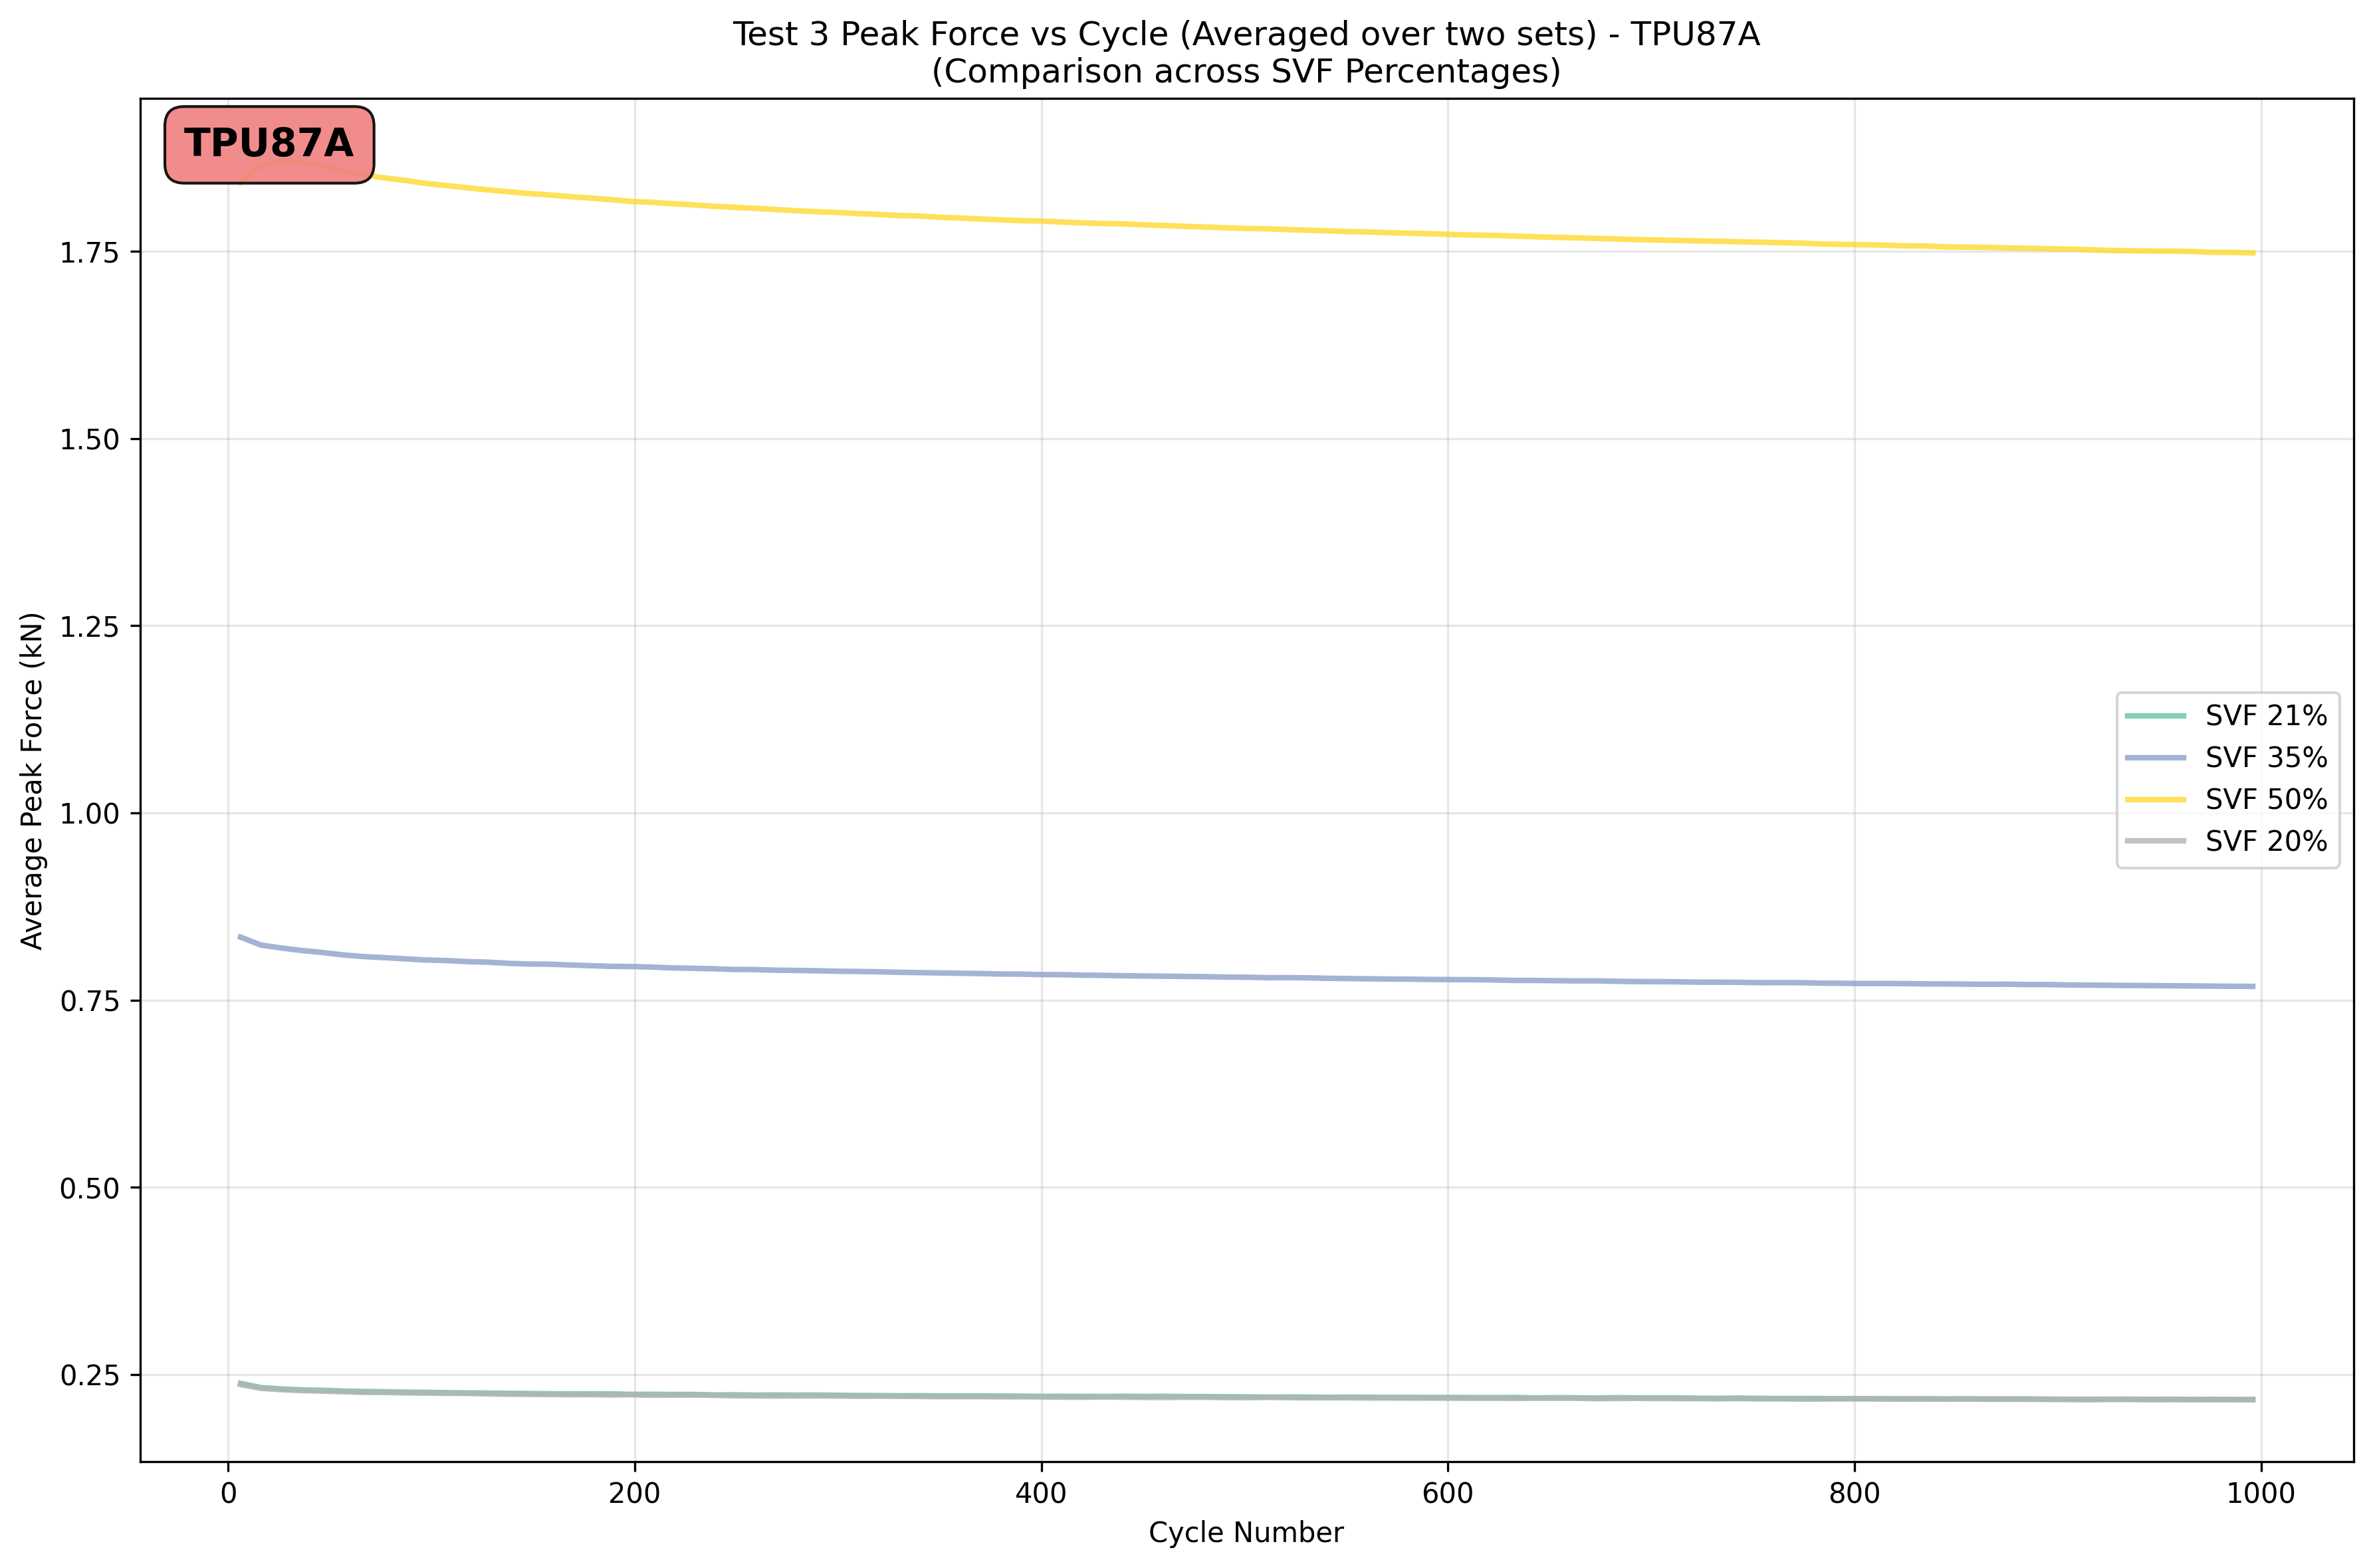 Test 3 Peak Force vs Cycle (Averaged over two sets) - TPU87A
(Comparison across SVF Percentages)
TPU87A
1.75
1.50
1.25
1.00
0.75
0.50
0.25
Average Peak Force (kN)
SVF 21%
SVF 35%
SVF 50%
SVF 20%
0
200
400
600
800
1000
Cycle Number